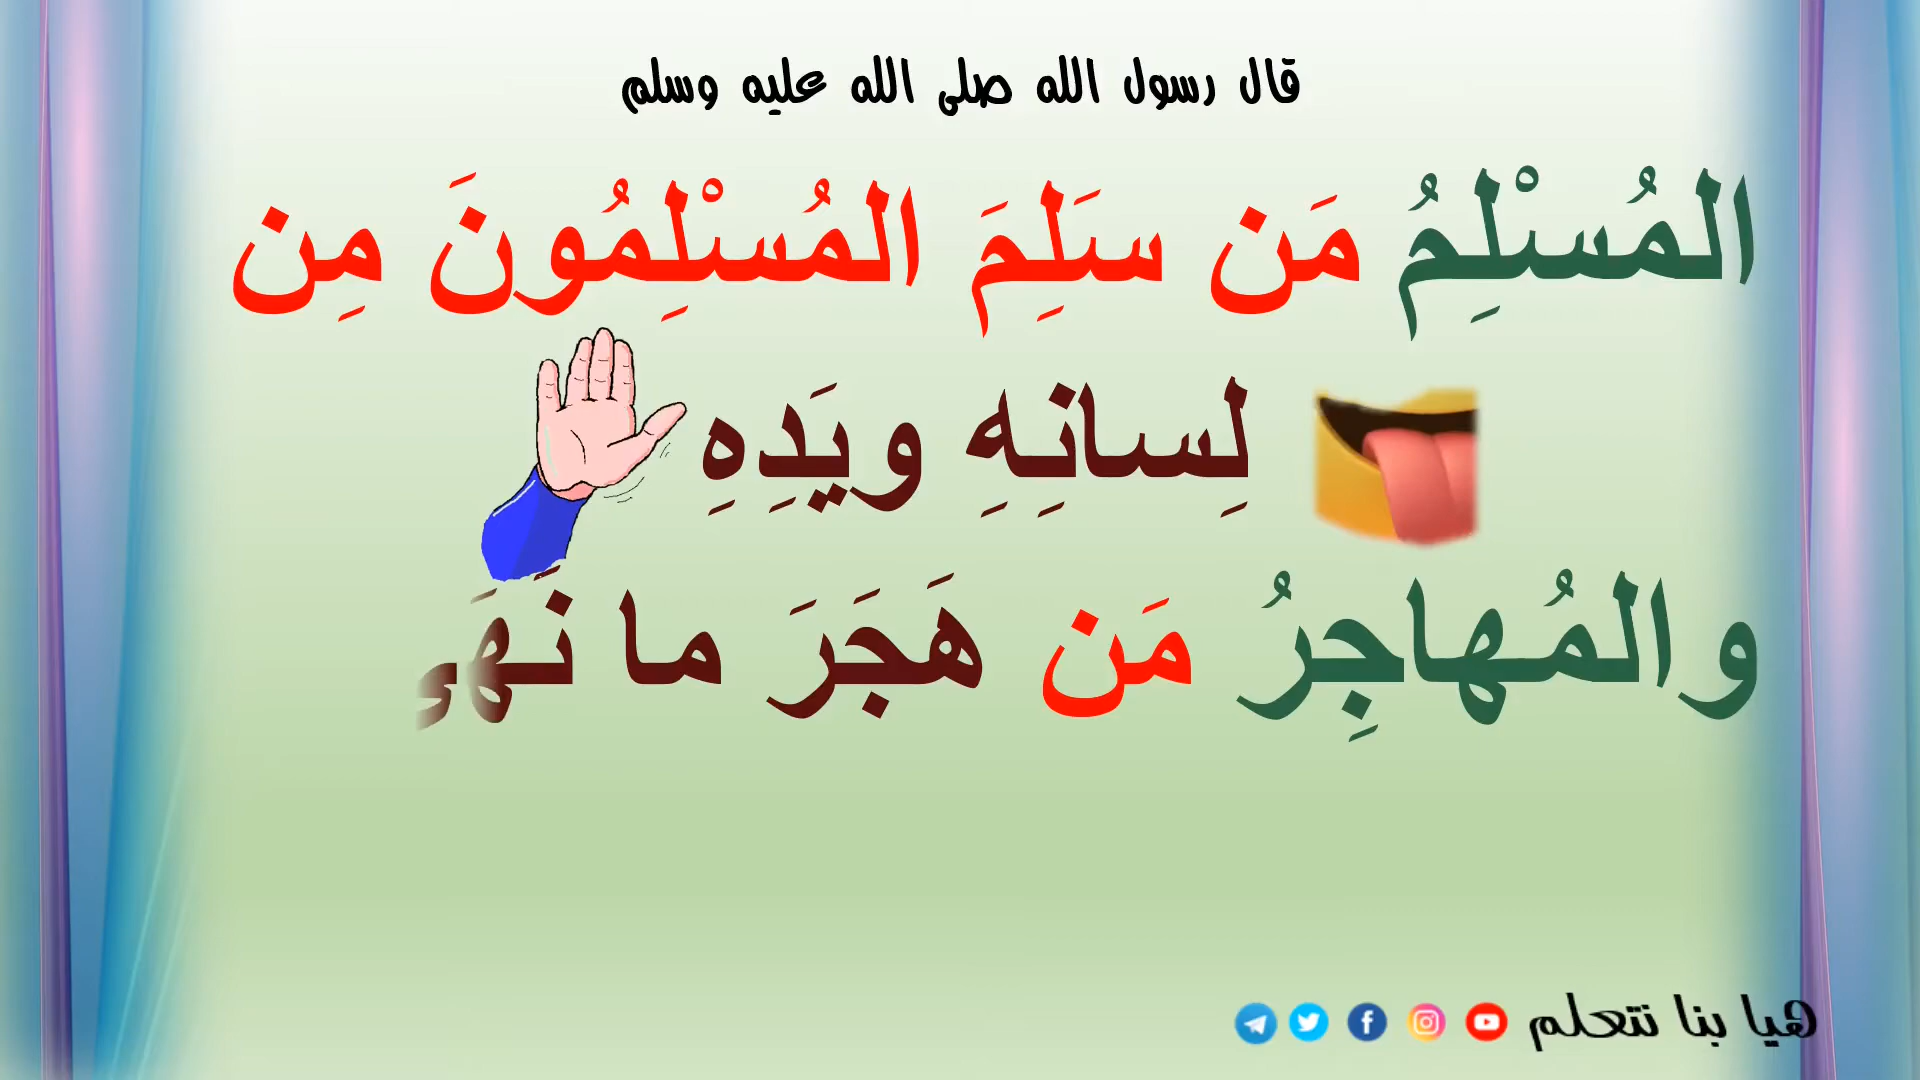 قال رسول الله صلى الله عليه وسلم
المُسْلِمُ مَن سَلِمَ المُسْلِمُونَ مِن
لِسانِهِ ويَدِهِ
والمُهاجِرُ مَن هَجَرَ ما نَهَى
هيا بنا نتعلم